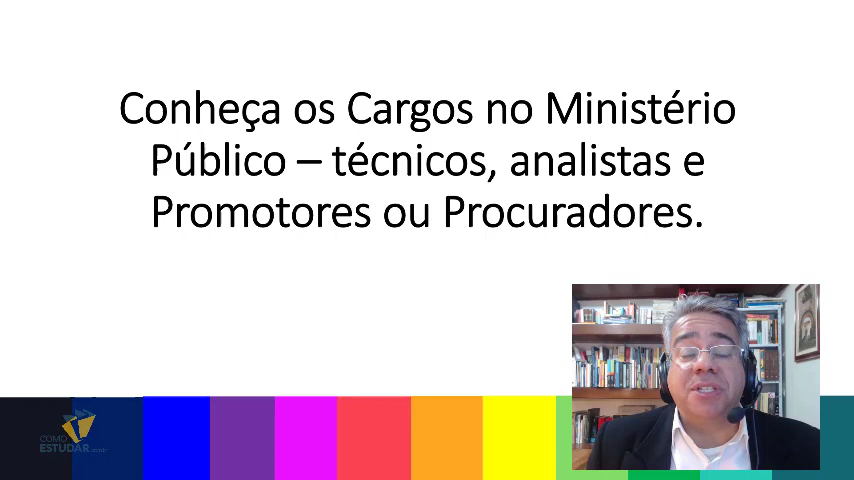 Conheça os Cargos no Ministério
Público – técnicos, analistas e
Promotores ou Procuradores.
COMO
ESTUDAR